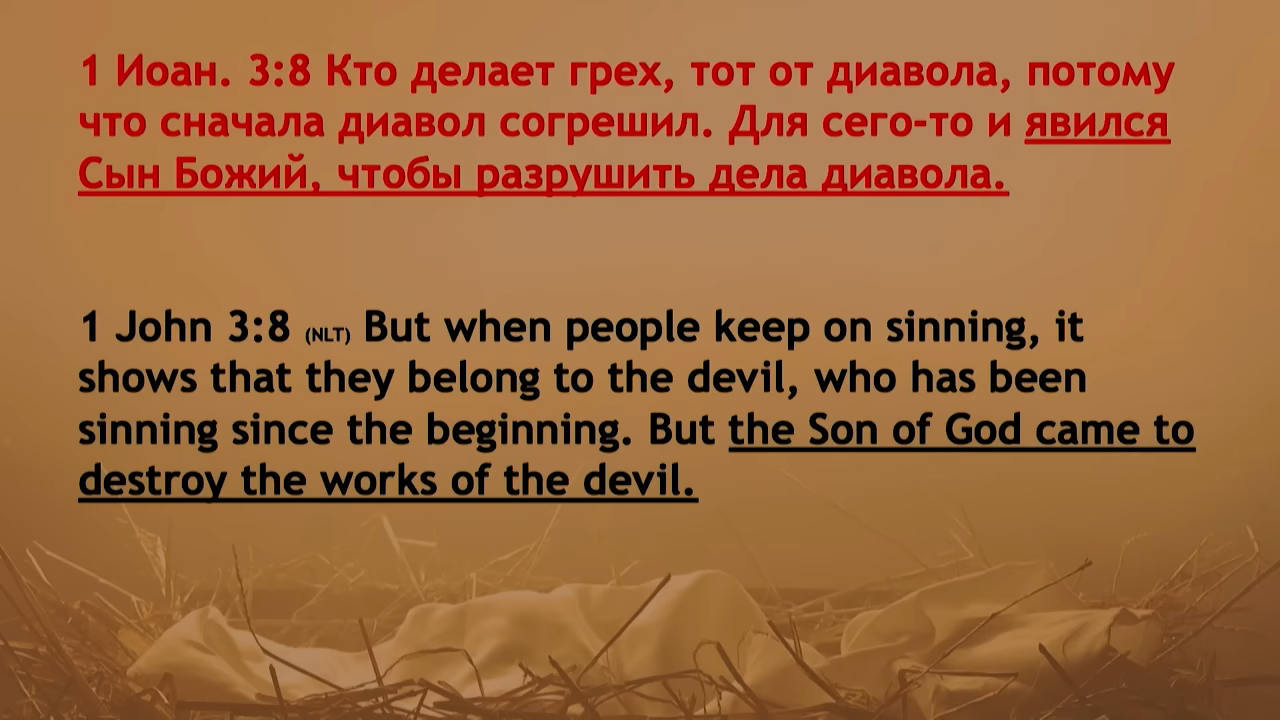 1 Иоан. 3:8 Кто делает грех, тот от диавола, потому
что сначала диавол согрешил. Для сего-то и явился
Сын Божий, чтобы разрушить дела диавола.
1 John 3:8 (NLT) But when people keep on sinning, it
shows that they belong to the devil, who has been
sinning since the beginning. But the Son of God came to
destroy the works of the devil.